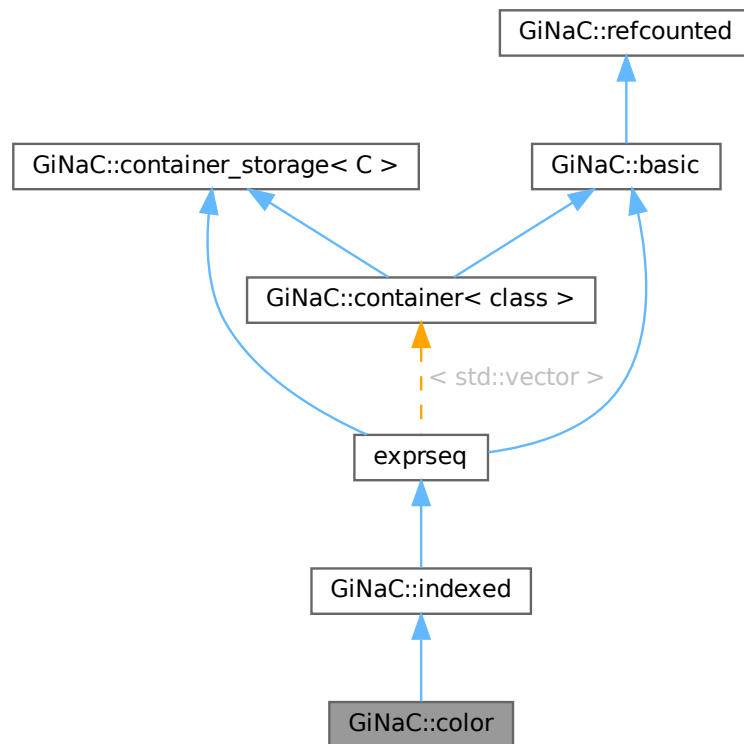 GiNaC::refcounted
GiNaC::container_storage< C >
GiNaC::basic
GiNaC::container< class >
< std::vector >
exprseq
GiNaC::indexed
GiNaC::color